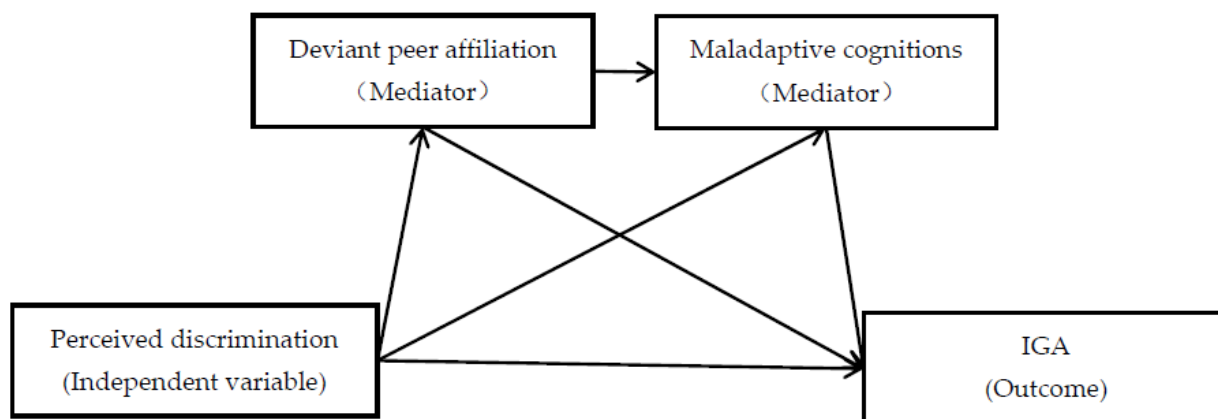 Deviant peer affiliation
（Mediator）
Maladaptive cognitions
（Mediator）
Perceived discrimination
(Independent variable)
IGA
(Outcome)